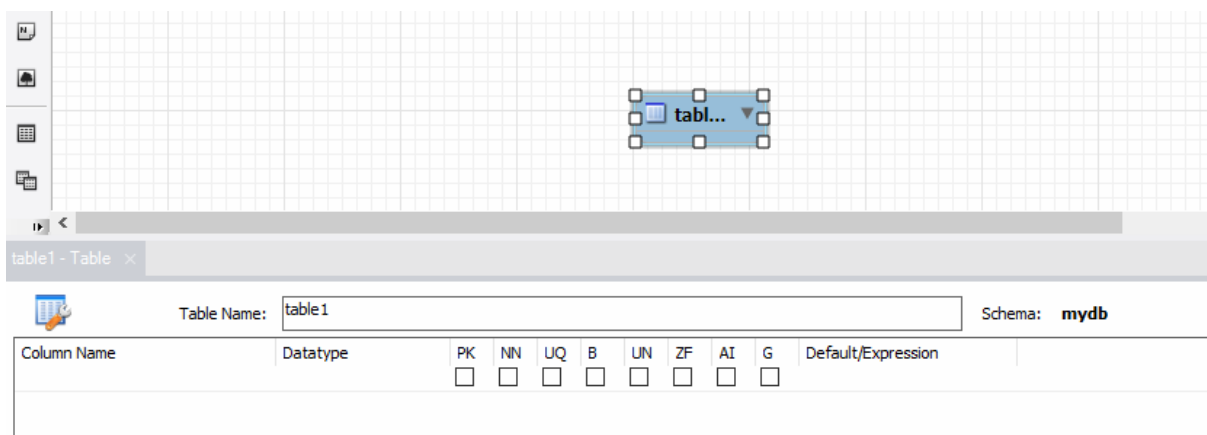 N
tabl...
table1 - Table ×
Table Name: table1 Schema: mydb
Column Name Datatype PK NN UQ B UN ZF AI G Default/Expression